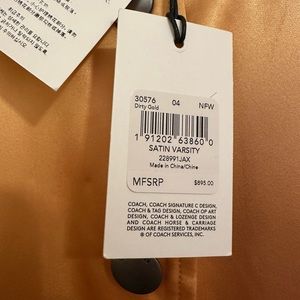 30576 04 NFW
Dirty Gold
1 91202 63860 0
SATIN VARSITY
228991JAX
Made in China/Chine
MFSRP $895.00
COACH, COACH SIGNATURE C DESIGN,
COACH & TAG DESIGN, COACH OP ART
DESIGN, COACH & LOZENGE DESIGN
AND COACH HORSE & CARRIAGE
DESIGN ARE REGISTERED TRADEMARKS
® OF COACH SERVICES, INC.